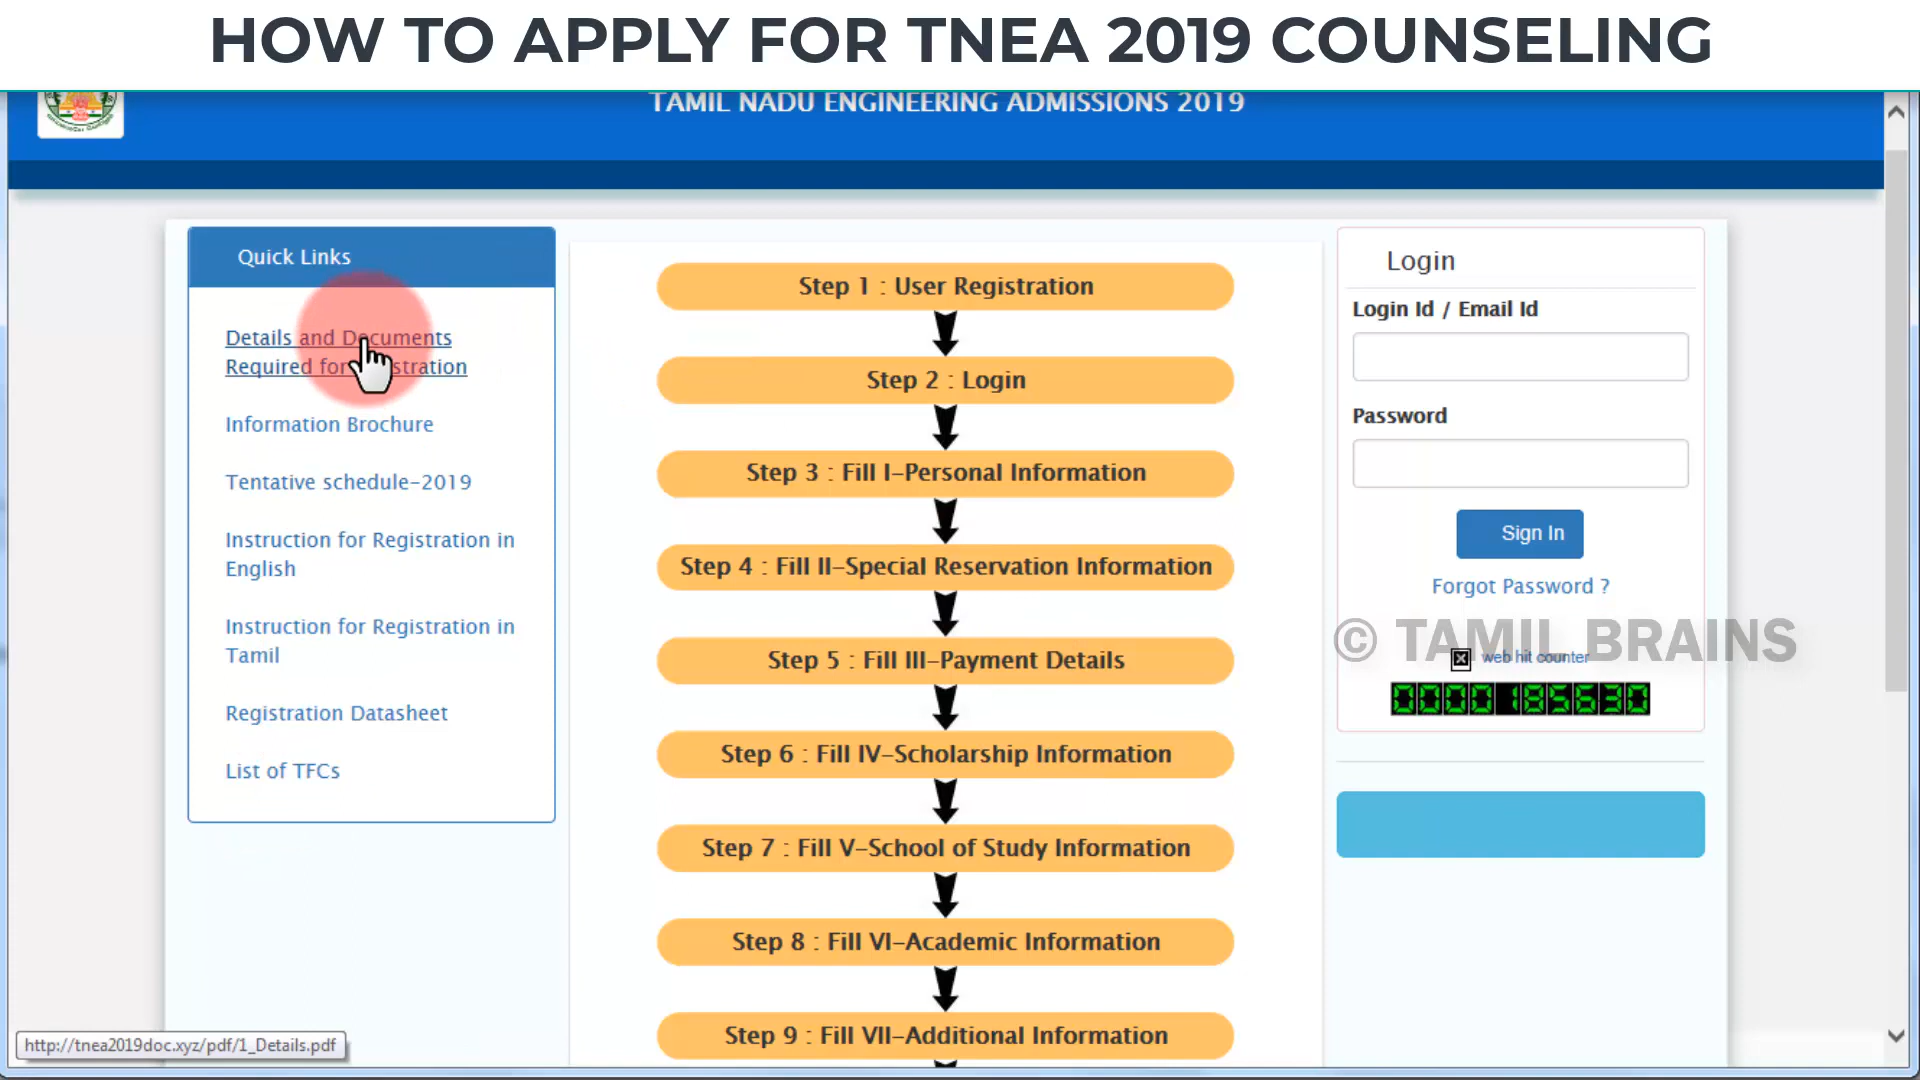 HOW TO APPLY FOR TNEA 2019 COUNSELING
TAMIL NADU ENGINEERING ADMISSIONS 2019
Quick Links
Details and Documents
Required for
stration
Information Brochure
Tentative schedule-2019
Instruction for Registration in
English
Instruction for Registration in
Tamil
Registration Datasheet
List of TFCs
Step 1 : User Registration
Step 2 : Login
Step 3 : Fill I-Personal Information
Step 4 : Fill II-Special Reservation Information
Step 5 : Fill III-Payment Details
Step 6 : Fill IV-Scholarship Information
Step 7 : Fill V-School of Study Information
Step 8 : Fill VI-Academic Information
Step 9 : Fill VII-Additional Information
Login
Login Id / Email Id
Password
Sign In
Forgot Password ?
© TAMIL BRAINS
web hit counter
0000185630
http://tnea2019doc.xyz/pdf/1_Details.pdf